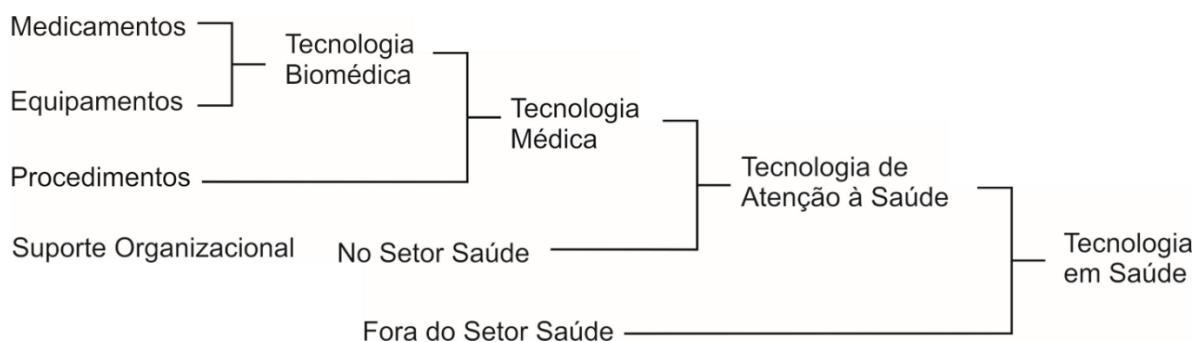 Medicamentos
Tecnologia
Biomédica
Equipamentos
Tecnologia
Médica
Procedimentos
Tecnologia de
Atenção à Saúde
Suporte Organizacional
No Setor Saúde
Tecnologia
em Saúde
Fora do Setor Saúde